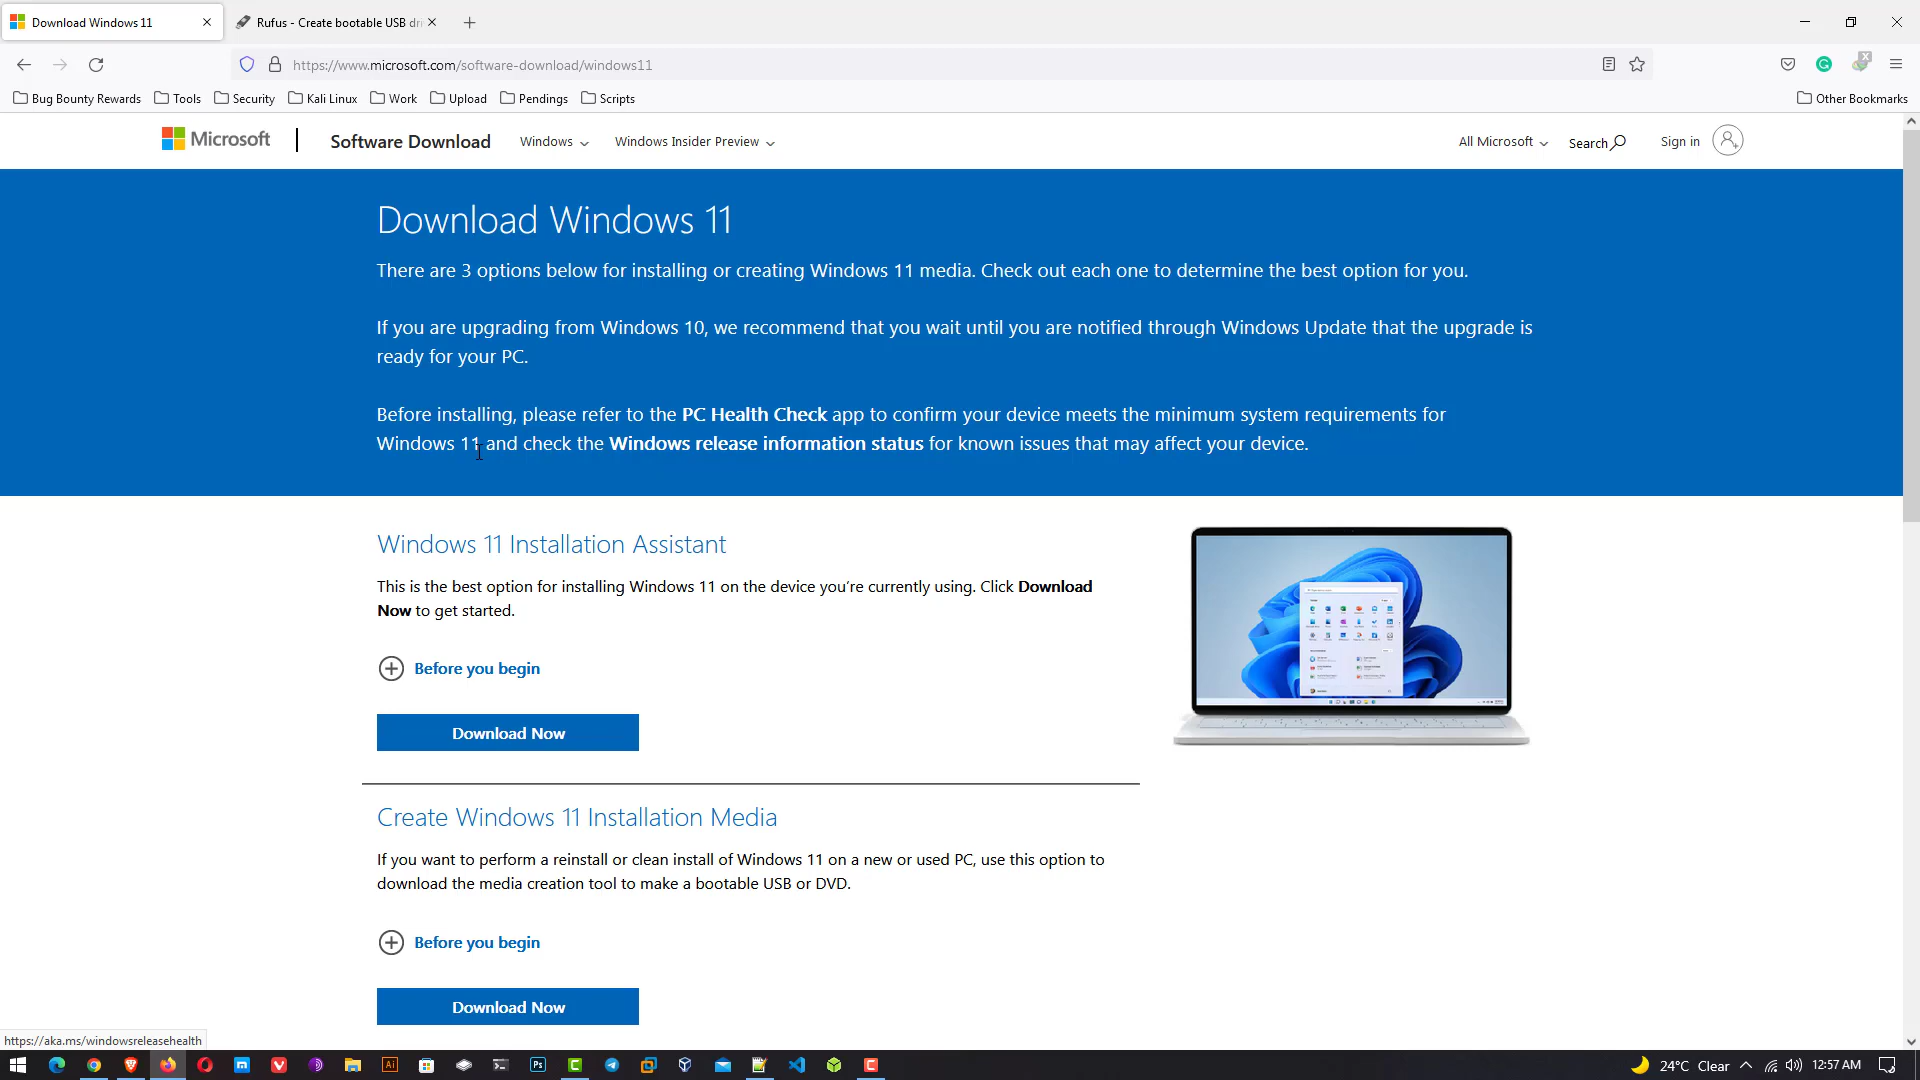 Download Windows 11
Rufus - Create bootable USB dri
https://www.microsoft.com/software-download/windows11
Bug Bounty Rewards
Tools
Security
Kali Linux
Work
Upload
Pendings
Scripts
Other Bookmarks
Microsoft
Software Download
Windows
Windows Insider Preview
All Microsoft
Search
Sign in
Download Windows 11
There are 3 options below for installing or creating Windows 11 media. Check out each one to determine the best option for you.
If you are upgrading from Windows 10, we recommend that you wait until you are notified through Windows Update that the upgrade is
ready for your PC.
Before installing, please refer to the PC Health Check app to confirm your device meets the minimum system requirements for
Windows 11 and check the Windows release information status for known issues that may affect your device.
Windows 11 Installation Assistant
This is the best option for installing Windows 11 on the device you’re currently using. Click Download
Now to get started.
Before you begin
Download Now
Create Windows 11 Installation Media
If you want to perform a reinstall or clean install of Windows 11 on a new or used PC, use this option to
download the media creation tool to make a bootable USB or DVD.
Before you begin
Download Now
https://aka.ms/windowsreleasehealth
Ai
Ps
24°C Clear
12:57 AM